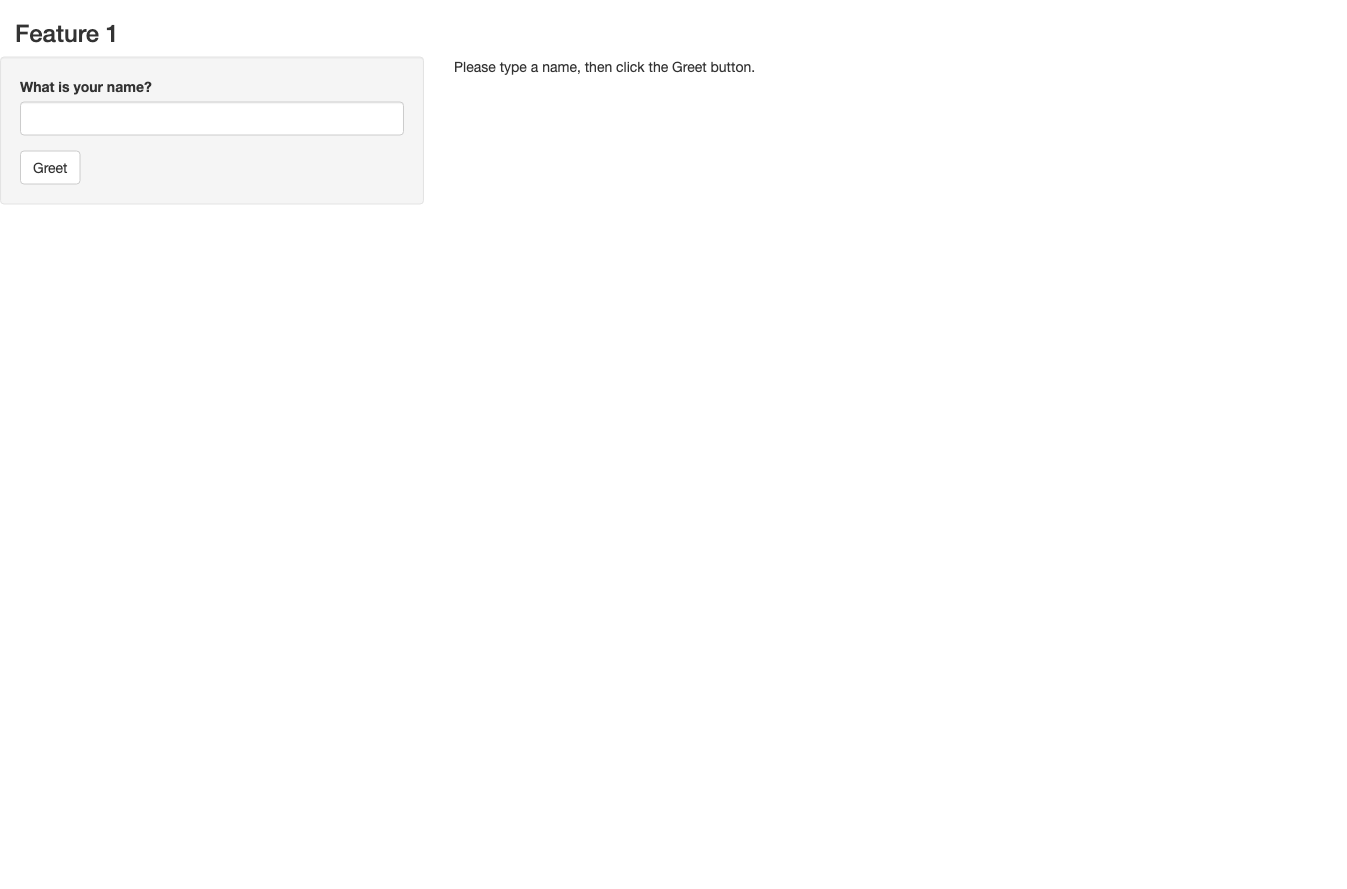 Feature 1
What is your name?
Please type a name, then click the Greet button.
Greet